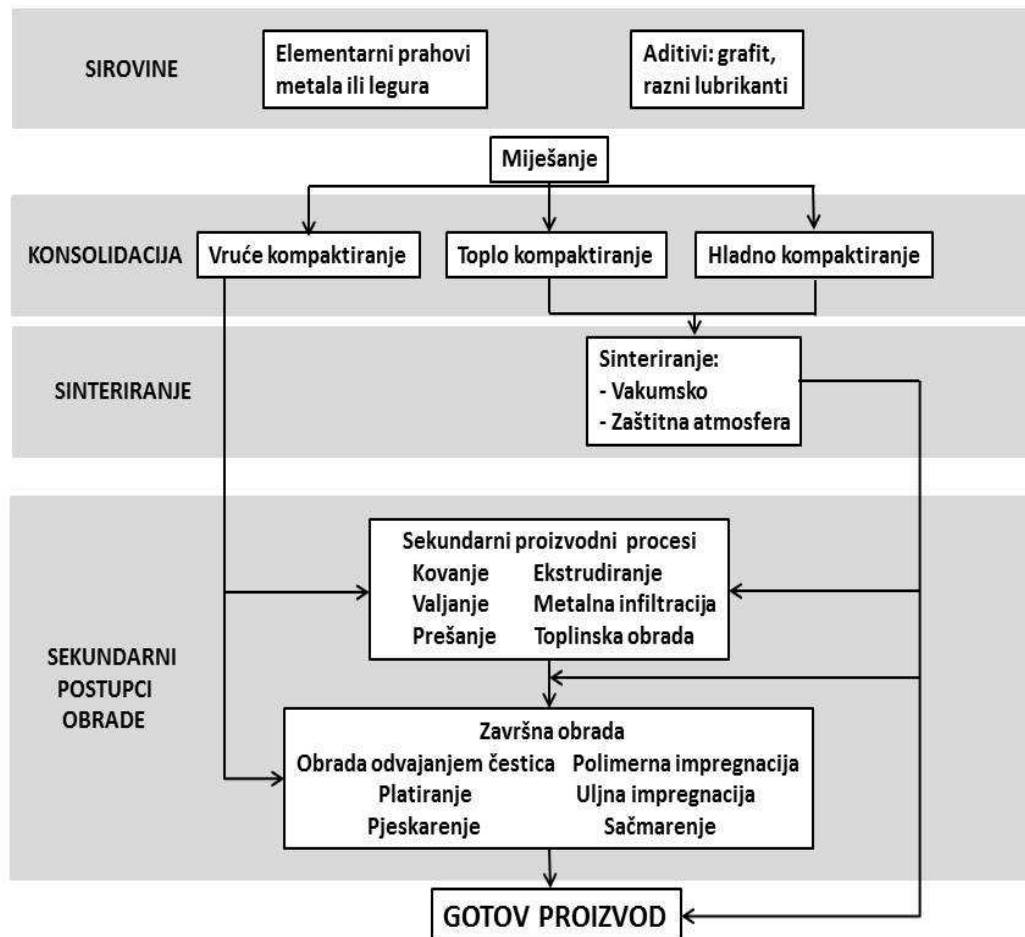 SIROVINE
Elementarni prahovi
metala ili legura
Aditivi: grafit,
razni lubrikanti
Miješanje
KONSOLIDACIJA
Vruće kompaktiranje
Toplo kompaktiranje
Hladno kompaktiranje
SINTERIRANJE
Sinteriranje:
- Vakumsko
- Zaštitna atmosfera
SEKUNDARNI
POSTUPCI
OBRADE
Sekundarni proizvodni procesi
Kovanje Ekstrudiranje
Valjanje Metalna infiltracija
Prešanje Toplinska obrada
Završna obrada
Obrada odvajanjem čestica Polimerna impregnacija
Platiranje Uljna impregnacija
Pjeskarenje Sačmarenje
GOTOV PROIZVOD